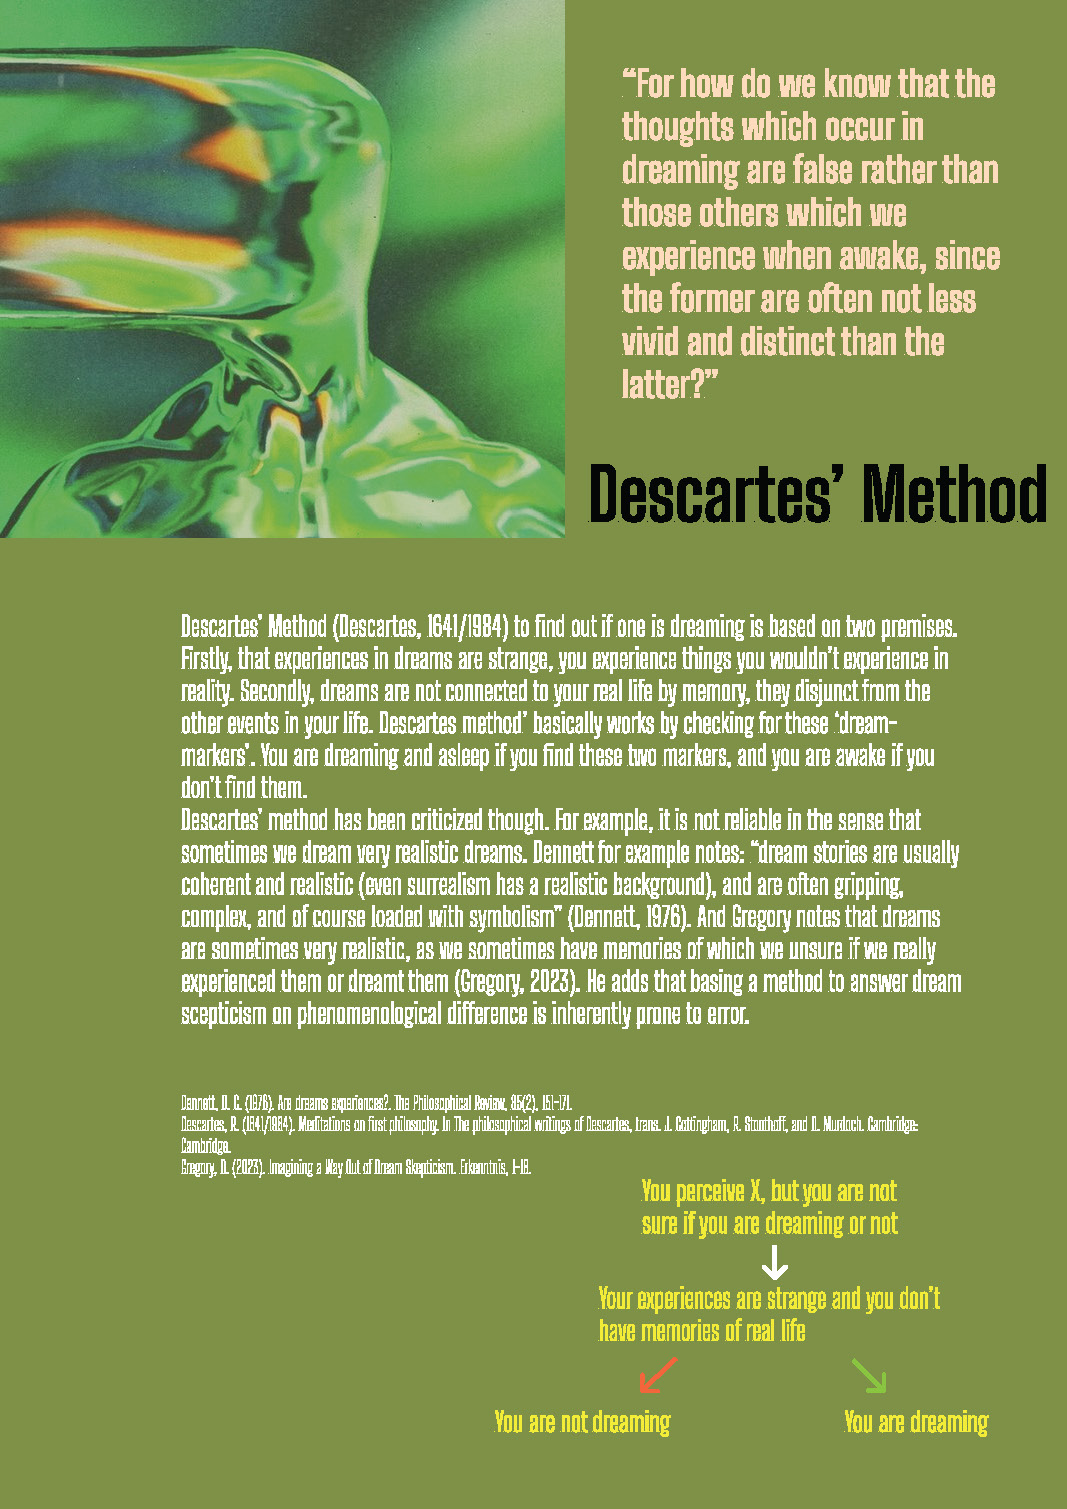 “For how do we know that the
thoughts which occur in
dreaming are false rather than
those others which we
experience when awake, since
the former are often not less
vivid and distinct than the
latter?”
Descartes’ Method
Descartes’ Method (Descartes, 1641/1984) to find out if one is dreaming is based on two premises.
Firstly, that experiences in dreams are strange, you experience things you wouldn’t experience in
reality. Secondly, dreams are not connected to your real life by memory, they disjunct from the
other events in your life. Descartes method’ basically works by checking for these ‘dream-
markers’. You are dreaming and asleep if you find these two markers, and you are awake if you
don’t find them.
Descartes’ method has been criticized though. For example, it is not reliable in the sense that
sometimes we dream very realistic dreams. Dennett for example notes: “dream stories are usually
coherent and realistic (even surrealism has a realistic background), and are often gripping,
complex, and of course loaded with symbolism” (Dennett, 1976). And Gregory notes that dreams
are sometimes very realistic, as we sometimes have memories of which we unsure if we really
experienced them or dreamt them (Gregory, 2023). He adds that basing a method to answer dream
scepticism on phenomenological difference is inherently prone to error.
Dennett, D. C. (1976). Are dreams experiences?. The Philosophical Review, 85(2), 151-171.
Descartes, R. (1641/1984). Meditations on first philosophy. In The philosophical writings of Descartes, trans. J. Cottingham, R. Stoothoff, and D. Murdoch. Cambridge:
Cambridge.
Gregory, D. (2023). Imagining a Way Out of Dream Skepticism. Erkenntnis, 1-18.
You perceive X, but you are not
sure if you are dreaming or not
Your experiences are strange and you don’t
have memories of real life
You are not dreaming
You are dreaming